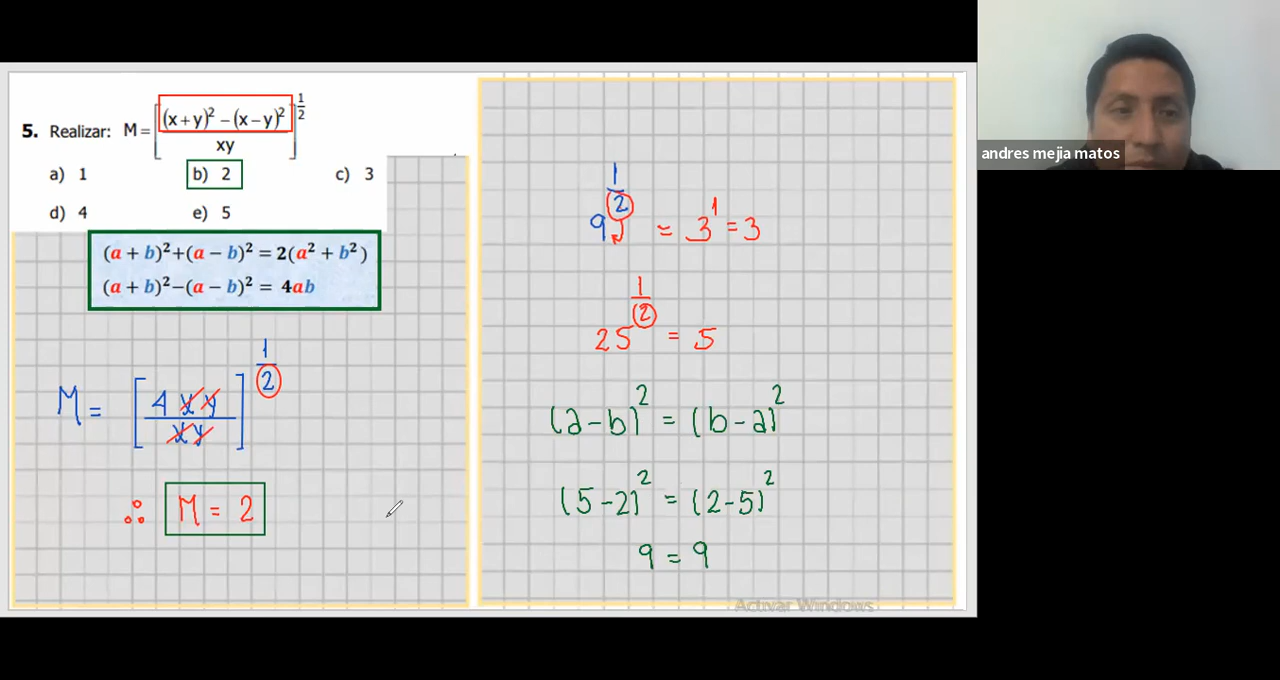 5. Realizar: M = [(x+y)² − (x−y)² / xy]^1/2
a) 1 b) 2 c) 3
d) 4 e) 5
(a + b)²+(a − b)² = 2(a² + b²)
(a + b)²−(a − b)² = 4ab
M = [4xy / xy]^1/2
∴ M = 2
9^1/2 = 3¹ = 3
25^1/2 = 5
(a−b)² = (b−a)²
(5−2)² = (2−5)²
9 = 9
Activar Windows
andres mejia matos